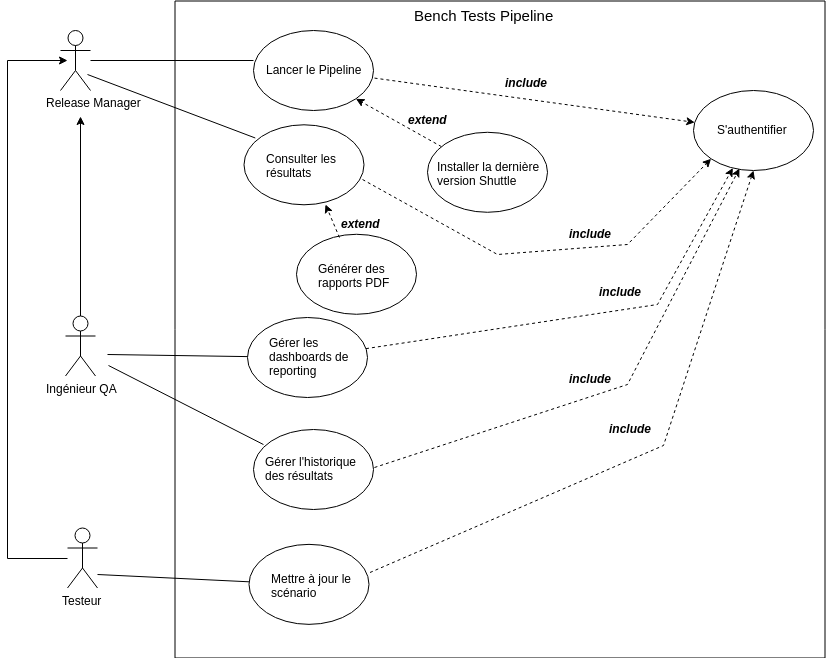 Bench Tests Pipeline
Release Manager
Lancer le Pipeline
include
extend
S'authentifier
Consulter les
résultats
Installer la dernière
version Shuttle
extend
include
Générer des
rapports PDF
include
Ingénieur QA
Gérer les
dashboards de
reporting
include
Gérer l'historique
des résultats
include
Testeur
Mettre à jour le
scénario